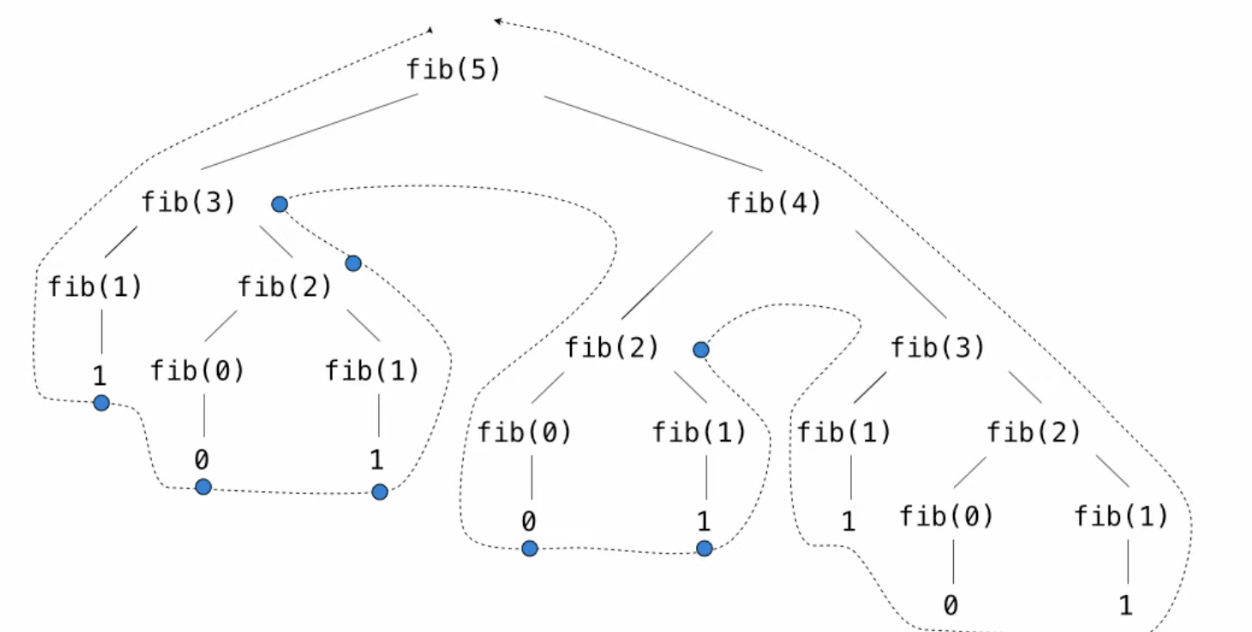 fib(5)
fib(3) fib(4)
fib(1) fib(2)
fib(2) fib(3)
1 fib(0) fib(1)
fib(0) fib(1) fib(1) fib(2)
0 1
0 1 1 fib(0) fib(1)
0 1